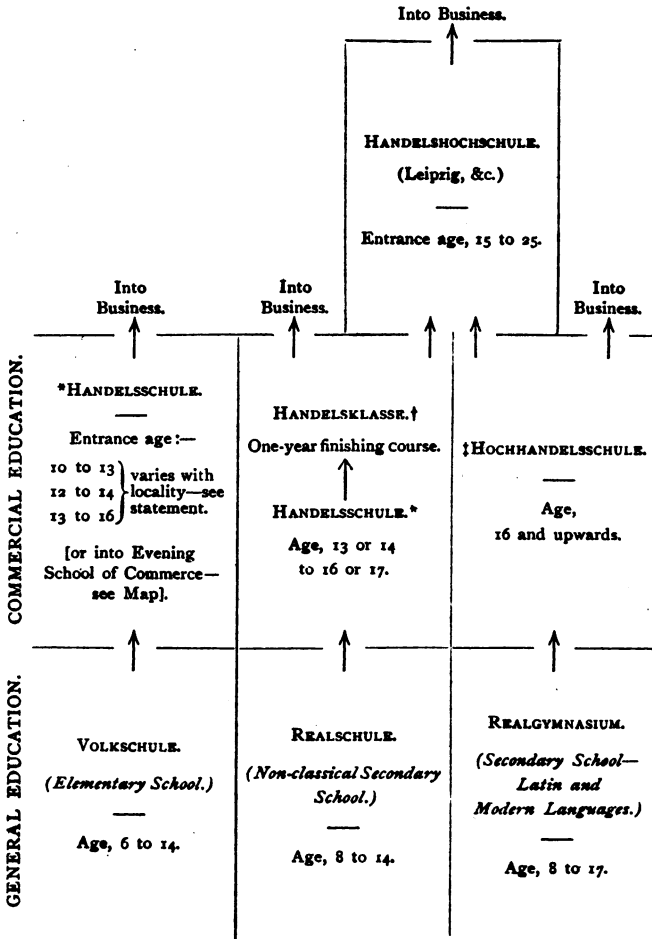 Into Business.
HANDELSHOCHSCHULE.
(Leipzig, &c.)
Entrance age, 15 to 25.
Into
Business.
Into
Business.
Into
Business.
COMMERCIAL EDUCATION.
*HANDELSSCHULE.
Entrance age:—
10 to 13
12 to 14
13 to 16
varies with
locality—see
statement.
[or into Evening
School of Commerce—
see Map].
HANDELSKLASSE.†
One-year finishing course.
HANDELSSCHULE.*
Age, 13 or 14
to 16 or 17.
‡HOCHHANDELSSCHULE.
Age,
16 and upwards.
GENERAL EDUCATION.
VOLKSCHULE.
(Elementary School.)
Age, 6 to 14.
REALSCHULE.
(Non-classical Secondary
School.)
Age, 8 to 14.
REALGYMNASIUM.
(Secondary School—
Latin and
Modern Languages.)
Age, 8 to 17.